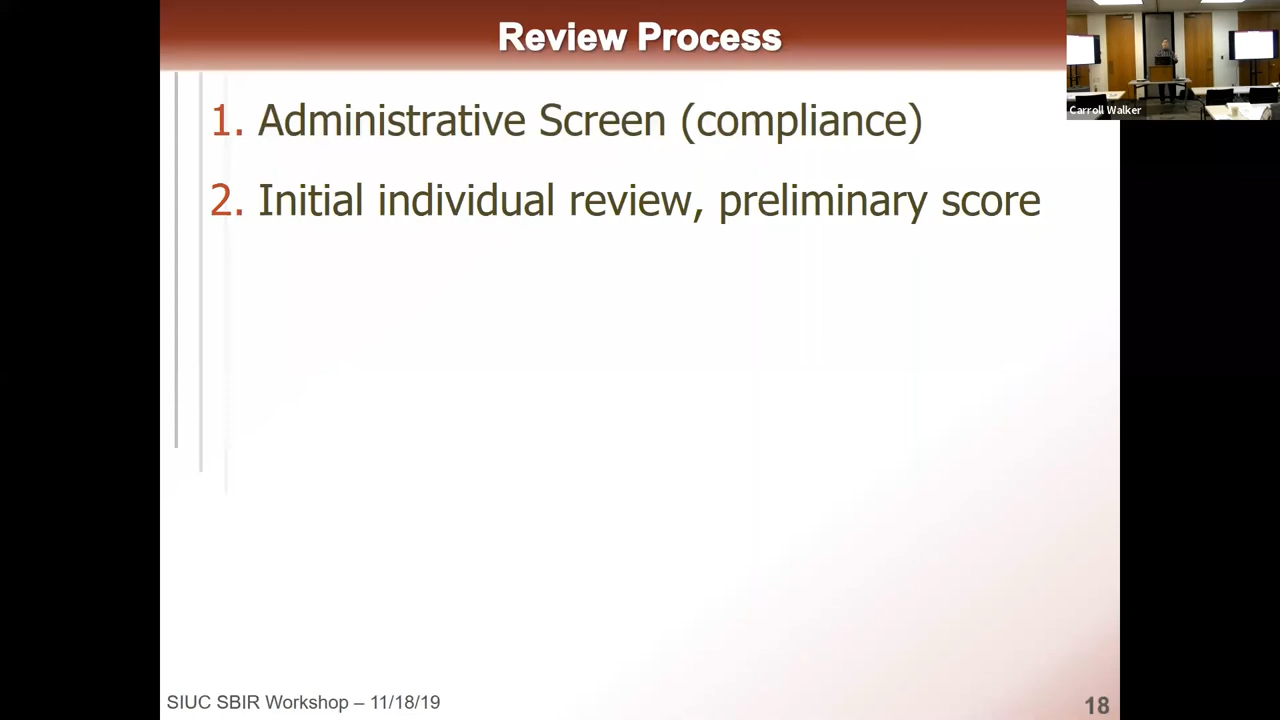 Review Process
Carroll Walker
1. Administrative Screen (compliance)
2. Initial individual review, preliminary score
SIUC SBIR Workshop – 11/18/19
18